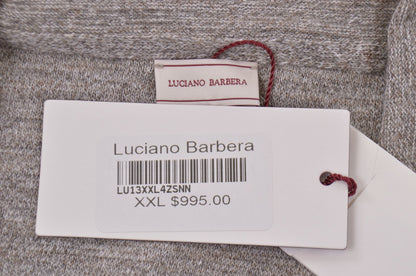 LUCIANO BARBERA
Luciano Barbera
LU13XXL4ZSNN
XXL $995.00